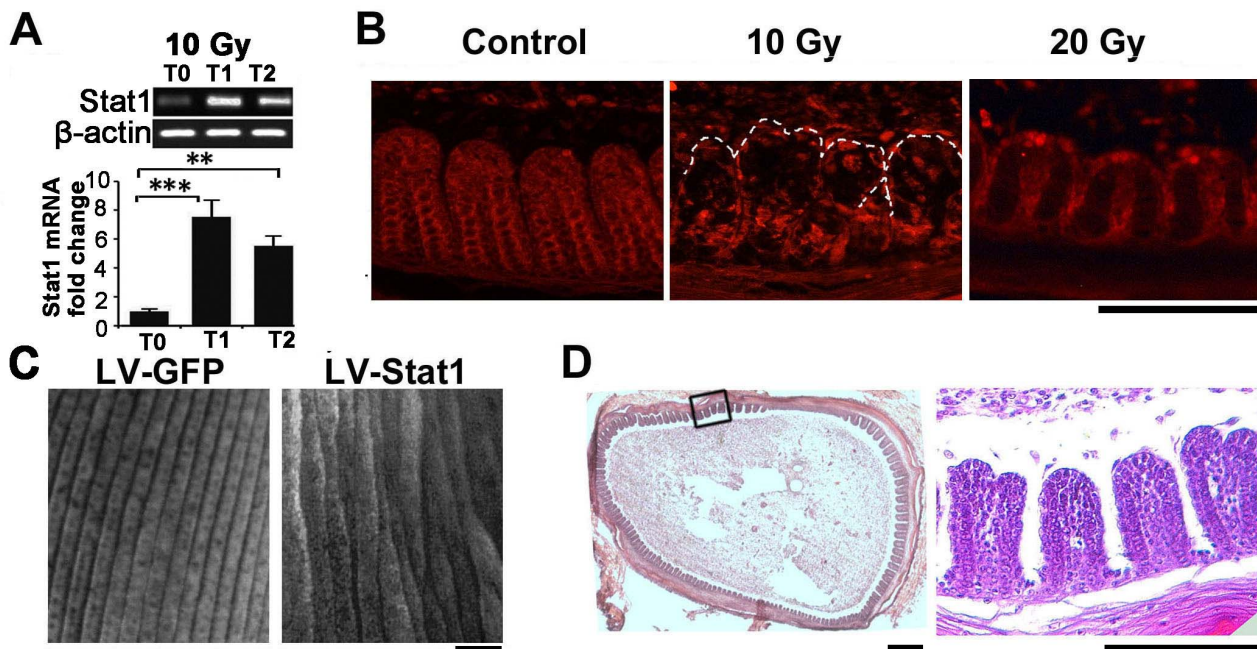 A
10 Gy
T0 T1 T2
Stat1
β-actin
**
***
Stat1 mRNA
fold change
10
8
6
4
2
0
T0 T1 T2
B
Control 10 Gy 20 Gy
C
LV-GFP LV-Stat1
D